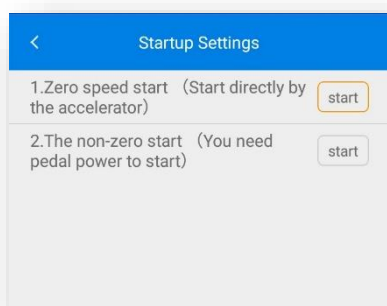 Startup Settings
1.Zero speed start （Start directly by
the accelerator）
start
2.The non-zero start （You need
pedal power to start）
start